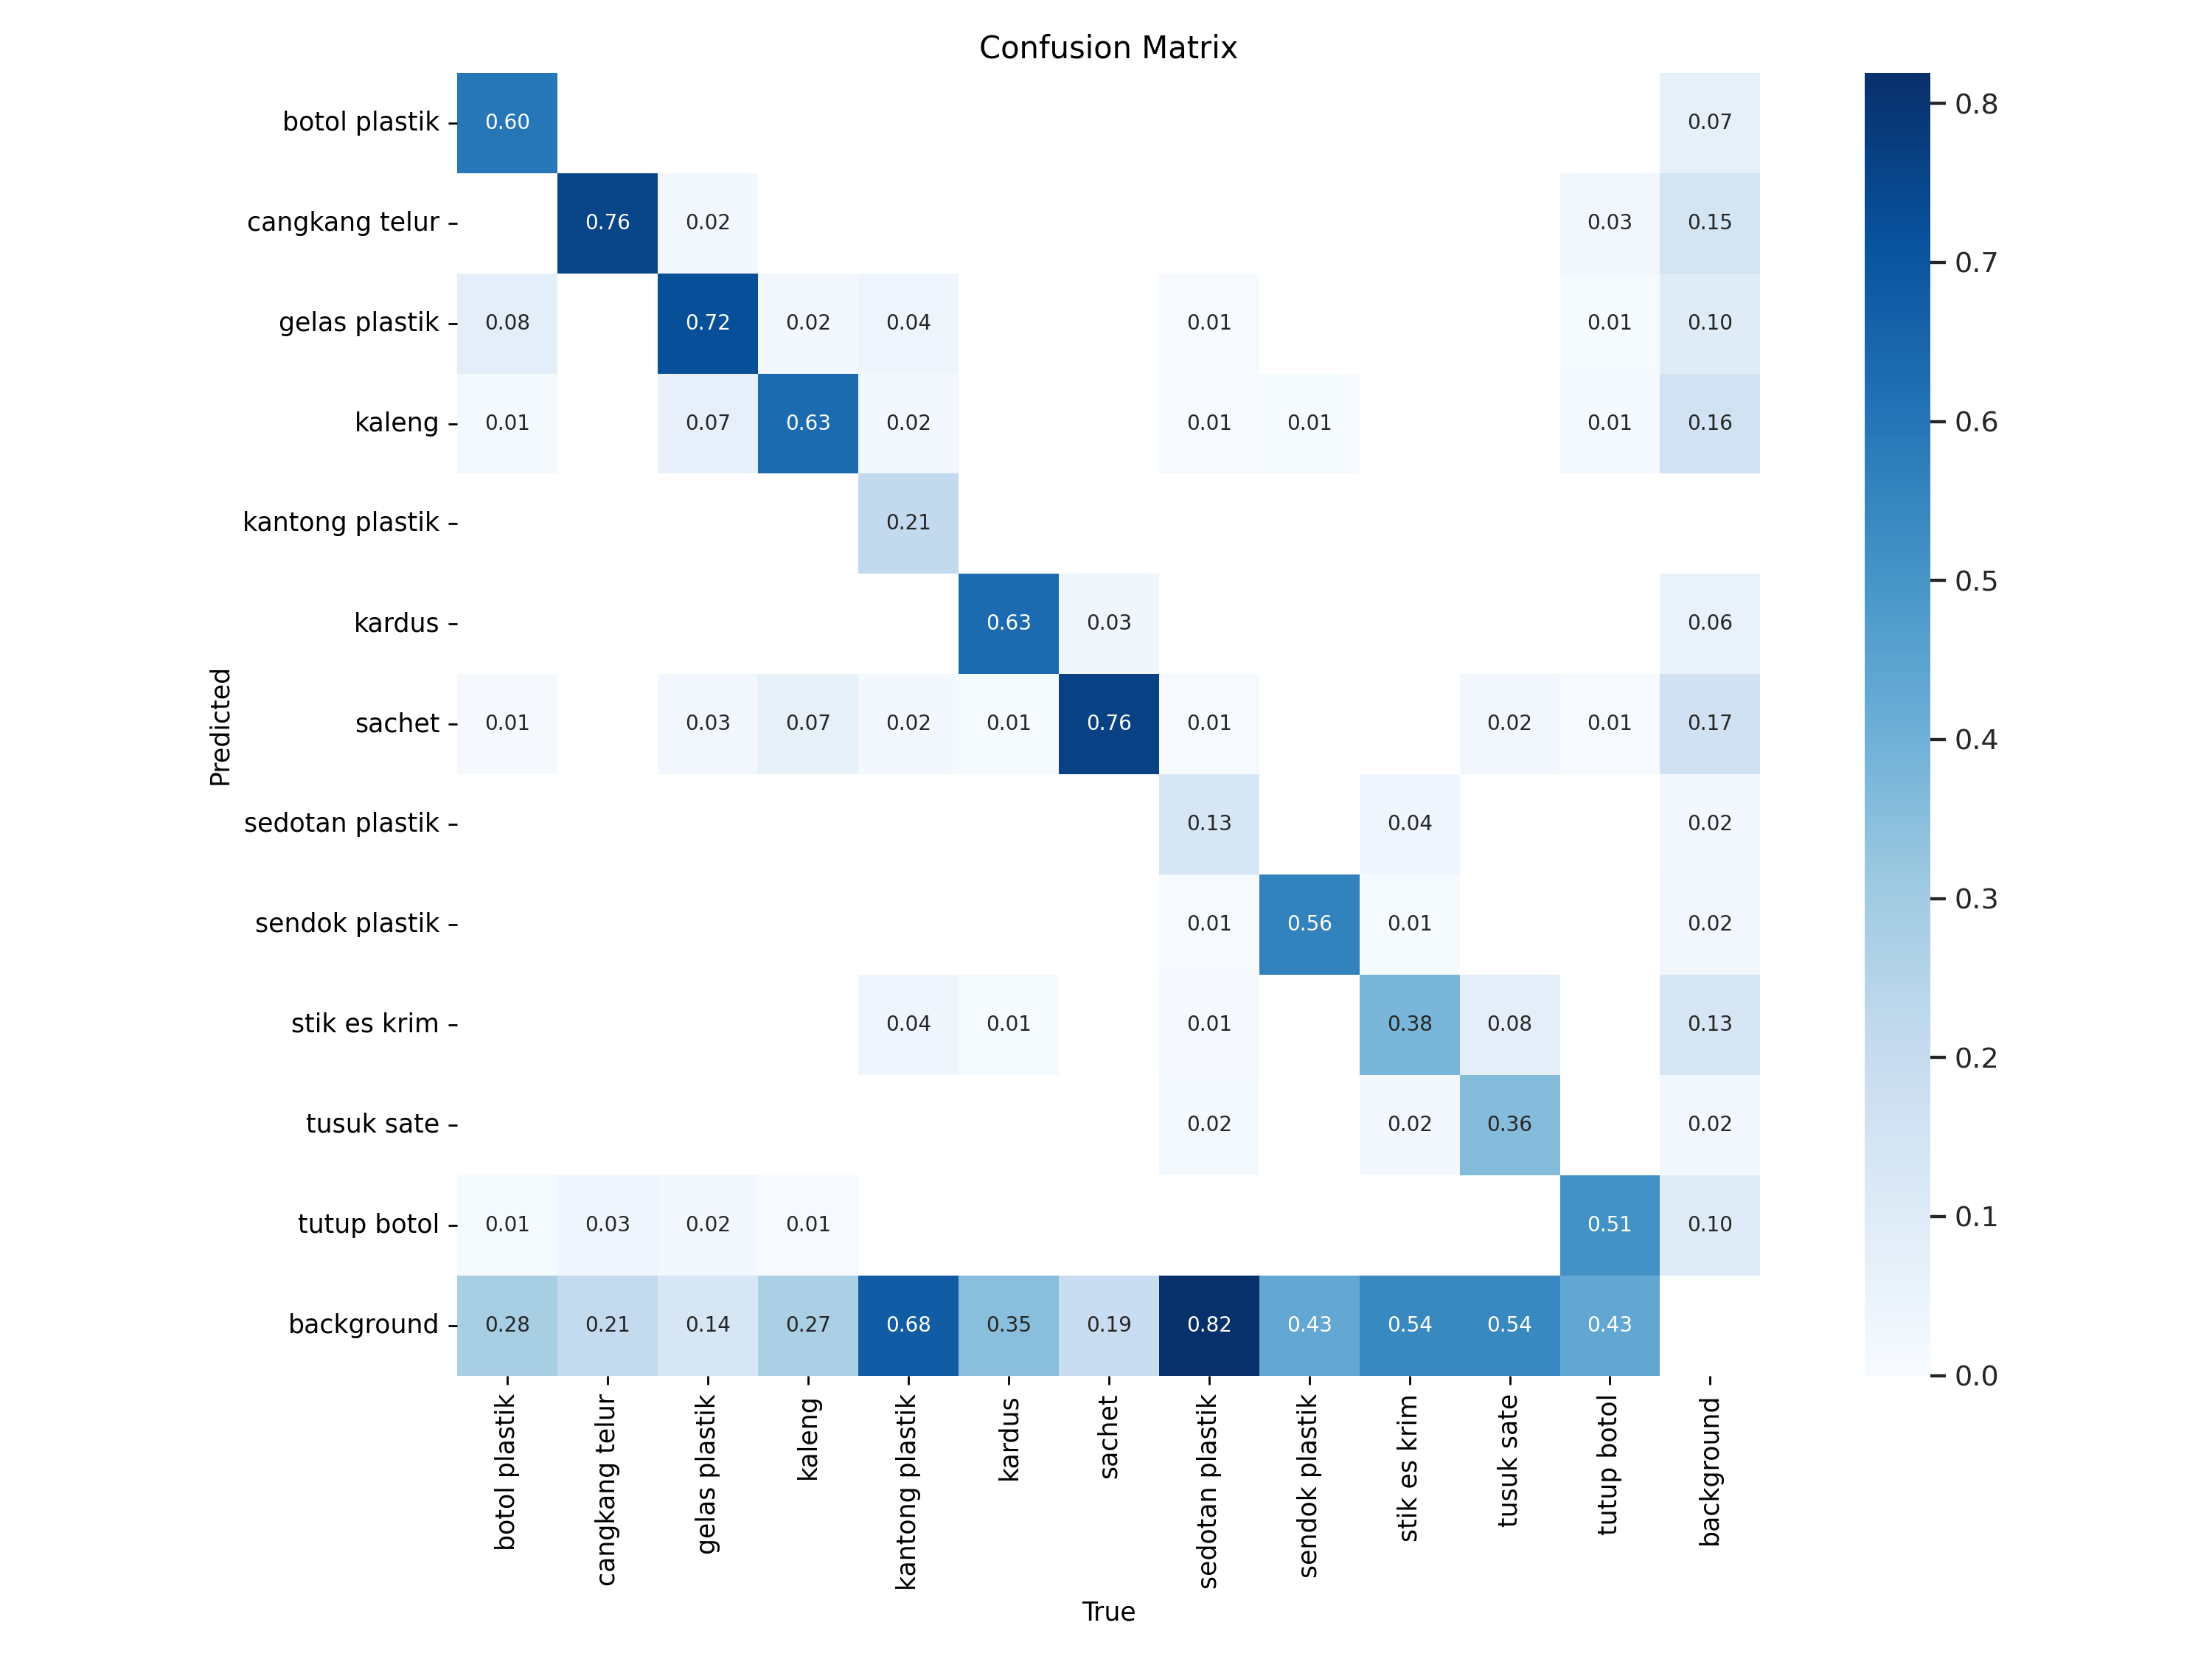 Confusion Matrix
botol plastik 0.60 0.07
cangkang telur 0.76 0.02 0.03 0.15
gelas plastik 0.08 0.72 0.02 0.04 0.01 0.01 0.10
kaleng 0.01 0.07 0.63 0.02 0.01 0.01 0.01 0.16
kantong plastik 0.21
kardus 0.63 0.03 0.06
sachet 0.01 0.03 0.07 0.02 0.01 0.76 0.01 0.02 0.01 0.17
sedotan plastik 0.13 0.04 0.02
sendok plastik 0.01 0.56 0.01 0.02
stik es krim 0.04 0.01 0.01 0.38 0.08 0.13
tusuk sate 0.02 0.02 0.36 0.02
tutup botol 0.01 0.03 0.02 0.01 0.51 0.10
background 0.28 0.21 0.14 0.27 0.68 0.35 0.19 0.82 0.43 0.54 0.54 0.43
Predicted
botol plastik
cangkang telur
gelas plastik
kaleng
kantong plastik
kardus
sachet
sedotan plastik
sendok plastik
stik es krim
tusuk sate
tutup botol
background
True
0.8
0.7
0.6
0.5
0.4
0.3
0.2
0.1
0.0